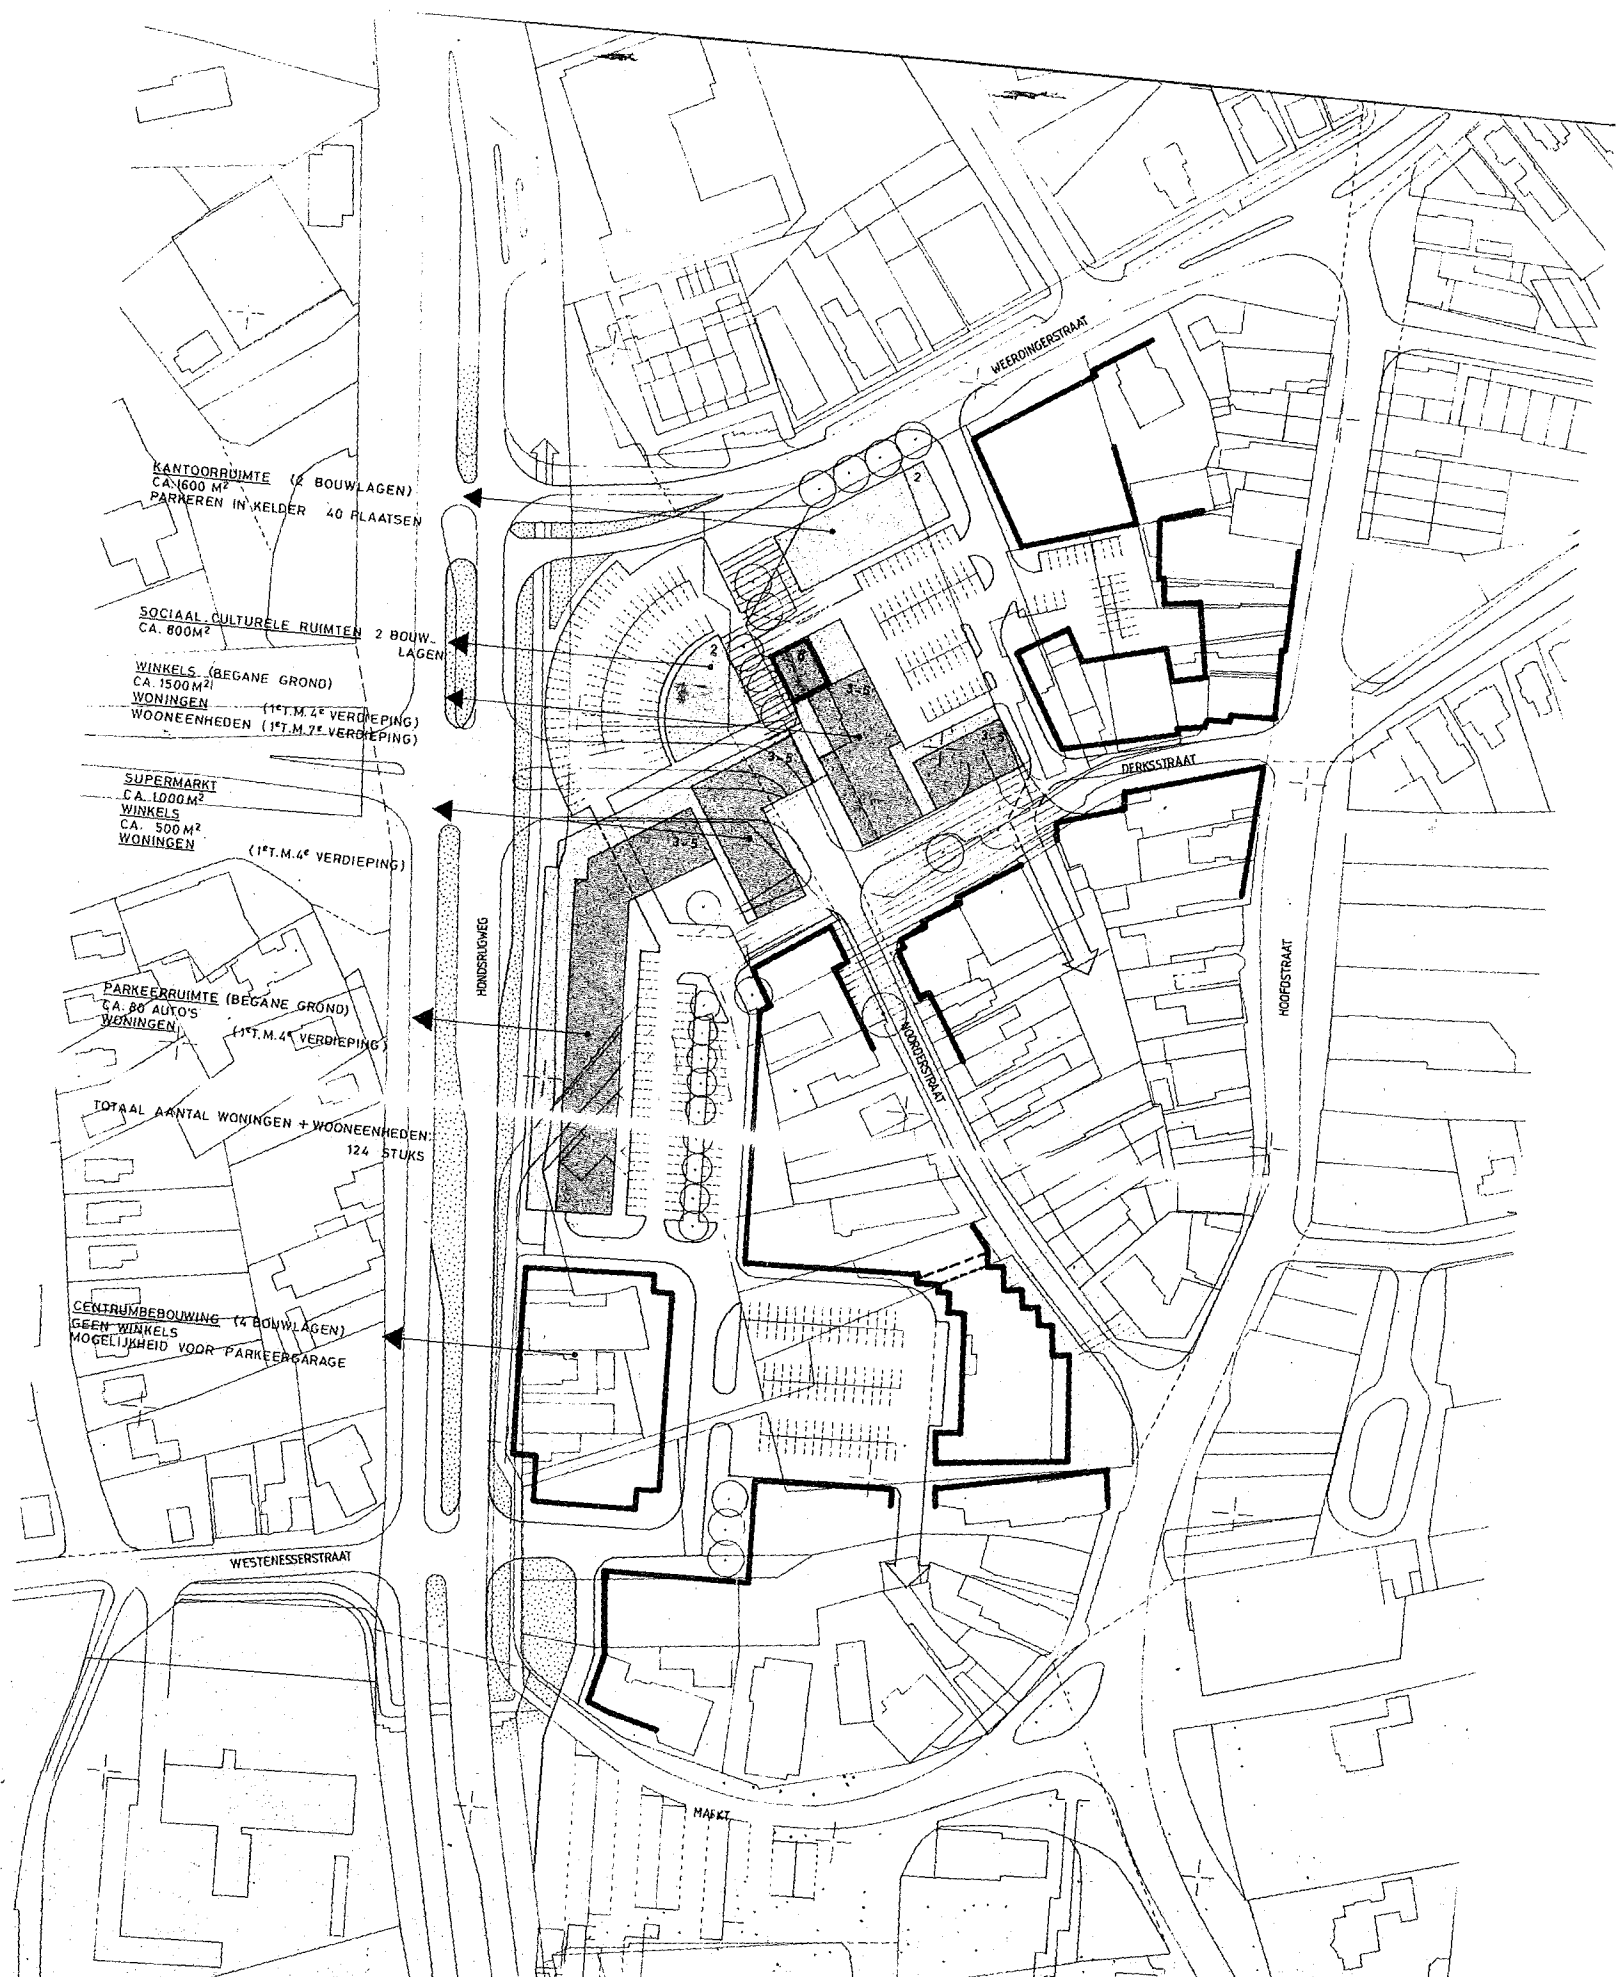 WEERDINGERSTRAAT
KANTOORRUIMTE (2 BOUWLAGEN)
CA. 1600 M²
PARKEREN IN KELDER 40 PLAATSEN
2
SOCIAAL CULTURELE RUIMTEN 2 BOUW-
CA. 800M² LAGEN
2
WINKELS (BEGANE GROND)
CA. 1500 M²
WONINGEN (1ᵉT.M. 4ᵉ VERDIEPING)
WOONEENHEDEN (1ᵉT.M. 7ᵉ VERDIEPING)
3-5
3-5
3-5
DERKSSTRAAT
SUPERMARKT
CA. 1000 M²
WINKELS
CA. 500 M²
WONINGEN (1ᵉT.M. 4ᵉ VERDIEPING)
3-5
HONDSRUGWEG
HOOFDSTRAAT
NOORDERSTRAAT
PARKEERRUIMTE (BEGANE GROND)
CA. 80 AUTO'S
WONINGEN (1ᵉT.M. 4ᵉ VERDIEPING)
TOTAAL AANTAL WONINGEN + WOONEENHEDEN:
124 STUKS
CENTRUMBEBOUWING (4 BOUWLAGEN)
GEEN WINKELS
MOGELIJKHEID VOOR PARKEERGARAGE
WESTENESSERSTRAAT
MARKT